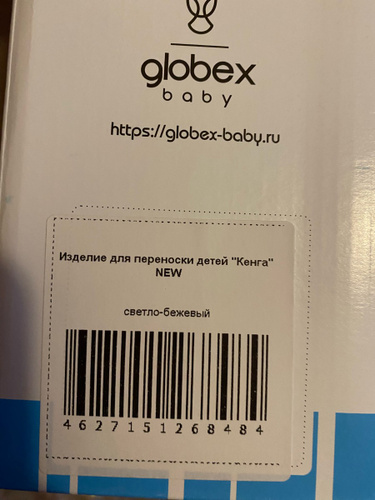 globex
baby
https://globex-baby.ru
Изделие для переноски детей "Кенга"
NEW
светло-бежевый
4627151268484